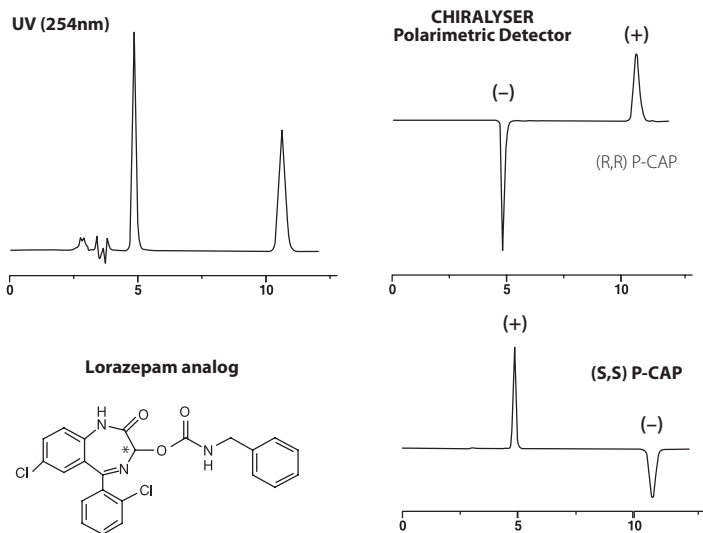 UV (254nm)
0 5 10
CHIRALYSER
Polarimetric Detector
(+)
(–)
(R,R) P-CAP
0 5 10
Lorazepam analog
H
N
O
*
N
O
O
N
H
Cl
Cl
(+)
(S,S) P-CAP
(–)
0 5 10